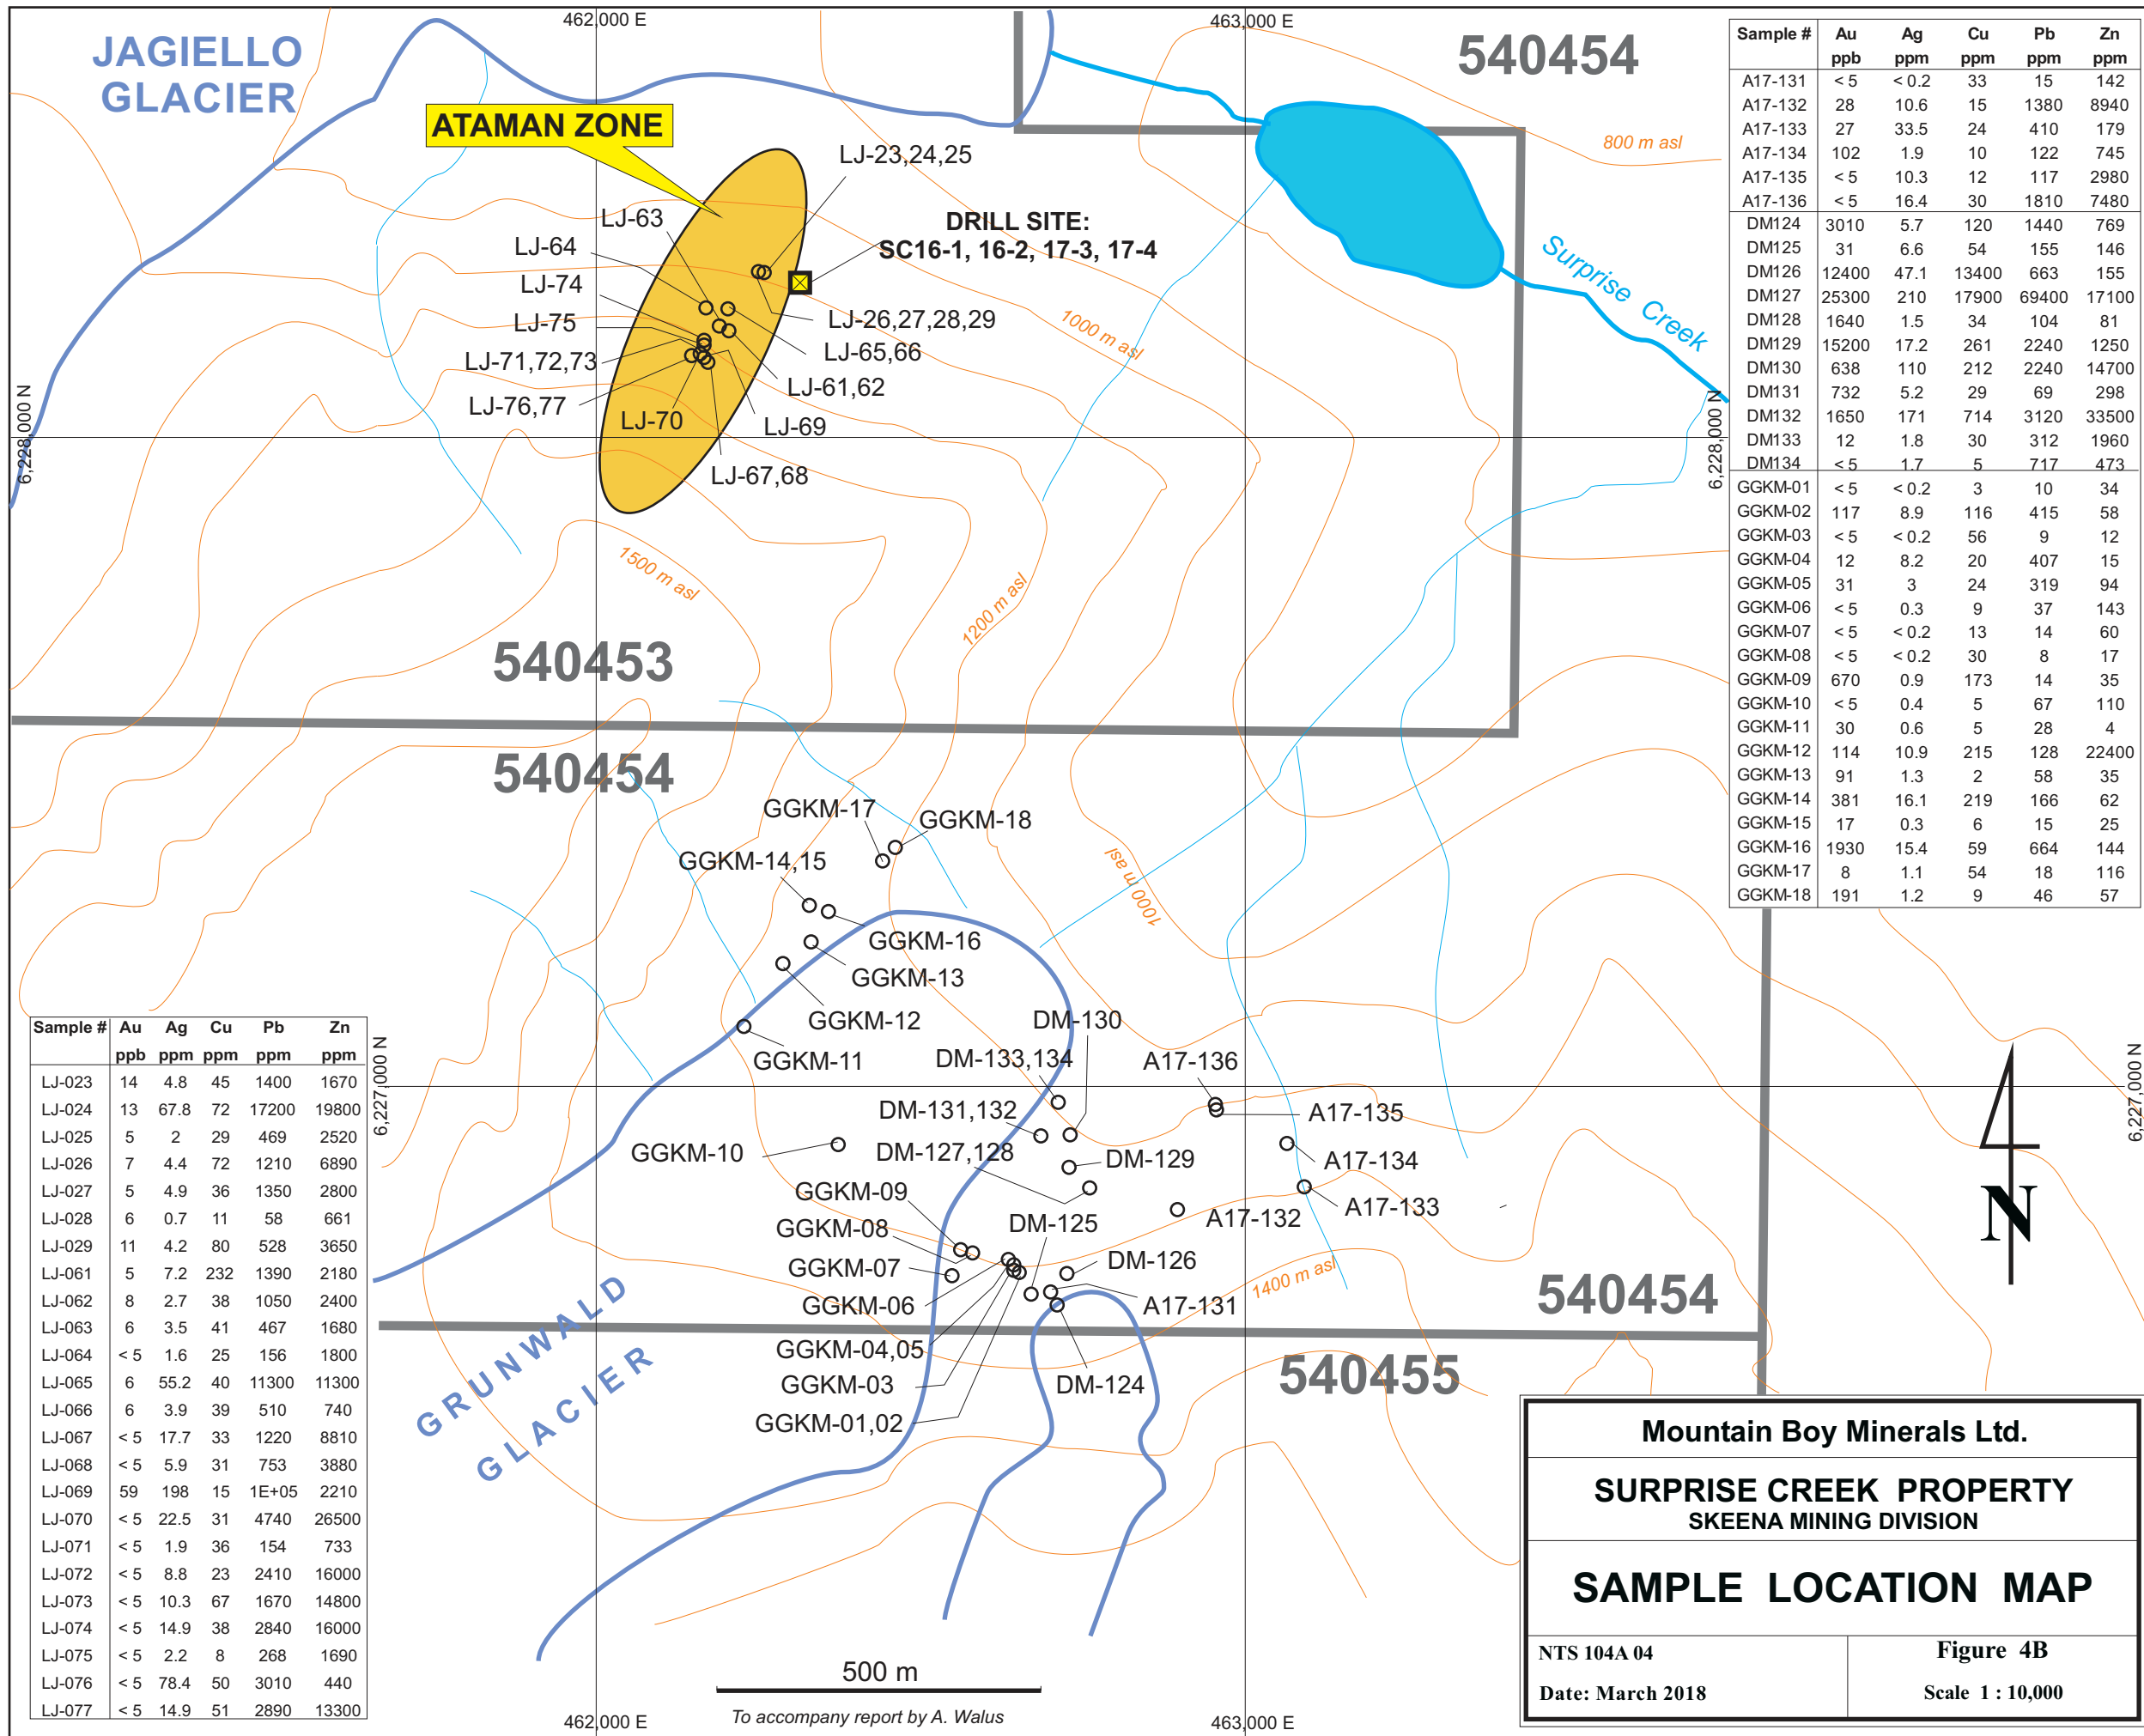 462,000 E
463,000 E
JAGIELLO
GLACIER
540454
ATAMAN ZONE
800 m asl
LJ-23,24,25
LJ-63
DRILL SITE:
SC16-1, 16-2, 17-3, 17-4
LJ-64
LJ-74
Surprise Creek
LJ-75
LJ-26,27,28,29
1000 m asl
LJ-71,72,73
LJ-65,66
LJ-61,62
LJ-76,77
LJ-70
LJ-69
6,228,000 N
6,228,000 N
LJ-67,68
1500 m asl
1200 m asl
540453
540454
GGKM-17
GGKM-18
GGKM-14,15
1000 m asl
GGKM-16
GGKM-13
GGKM-12
DM-130
GGKM-11
DM-133,134
A17-136
6,227,000 N
6,227,000 N
DM-131,132
A17-135
GGKM-10
DM-127,128
DM-129
A17-134
GGKM-09
A17-133
DM-125
A17-132
GGKM-08
GGKM-07
DM-126
GGKM-06
A17-131
1400 m asl
540454
GGKM-04,05
540455
GGKM-03
DM-124
GGKM-01,02
GRUNWALD
GLACIER
N
500 m
To accompany report by A. Walus
462,000 E
463,000 E
Sample # Au Ag Cu Pb Zn
ppb ppm ppm ppm ppm
A17-131 < 5 < 0.2 33 15 142
A17-132 28 10.6 15 1380 8940
A17-133 27 33.5 24 410 179
A17-134 102 1.9 10 122 745
A17-135 < 5 10.3 12 117 2980
A17-136 < 5 16.4 30 1810 7480
DM124 3010 5.7 120 1440 769
DM125 31 6.6 54 155 146
DM126 12400 47.1 13400 663 155
DM127 25300 210 17900 69400 17100
DM128 1640 1.5 34 104 81
DM129 15200 17.2 261 2240 1250
DM130 638 110 212 2240 14700
DM131 732 5.2 29 69 298
DM132 1650 171 714 3120 33500
DM133 12 1.8 30 312 1960
DM134 < 5 1.7 5 717 473
GGKM-01 < 5 < 0.2 3 10 34
GGKM-02 117 8.9 116 415 58
GGKM-03 < 5 < 0.2 56 9 12
GGKM-04 12 8.2 20 407 15
GGKM-05 31 3 24 319 94
GGKM-06 < 5 0.3 9 37 143
GGKM-07 < 5 < 0.2 13 14 60
GGKM-08 < 5 < 0.2 30 8 17
GGKM-09 670 0.9 173 14 35
GGKM-10 < 5 0.4 5 67 110
GGKM-11 30 0.6 5 28 4
GGKM-12 114 10.9 215 128 22400
GGKM-13 91 1.3 2 58 35
GGKM-14 381 16.1 219 166 62
GGKM-15 17 0.3 6 15 25
GGKM-16 1930 15.4 59 664 144
GGKM-17 8 1.1 54 18 116
GGKM-18 191 1.2 9 46 57
Sample # Au Ag Cu Pb Zn
ppb ppm ppm ppm ppm
LJ-023 14 4.8 45 1400 1670
LJ-024 13 67.8 72 17200 19800
LJ-025 5 2 29 469 2520
LJ-026 7 4.4 72 1210 6890
LJ-027 5 4.9 36 1350 2800
LJ-028 6 0.7 11 58 661
LJ-029 11 4.2 80 528 3650
LJ-061 5 7.2 232 1390 2180
LJ-062 8 2.7 38 1050 2400
LJ-063 6 3.5 41 467 1680
LJ-064 < 5 1.6 25 156 1800
LJ-065 6 55.2 40 11300 11300
LJ-066 6 3.9 39 510 740
LJ-067 < 5 17.7 33 1220 8810
LJ-068 < 5 5.9 31 753 3880
LJ-069 59 198 15 1E+05 2210
LJ-070 < 5 22.5 31 4740 26500
LJ-071 < 5 1.9 36 154 733
LJ-072 < 5 8.8 23 2410 16000
LJ-073 < 5 10.3 67 1670 14800
LJ-074 < 5 14.9 38 2840 16000
LJ-075 < 5 2.2 8 268 1690
LJ-076 < 5 78.4 50 3010 440
LJ-077 < 5 14.9 51 2890 13300
Mountain Boy Minerals Ltd.
SURPRISE CREEK PROPERTY
SKEENA MINING DIVISION
SAMPLE LOCATION MAP
NTS 104A 04
Figure 4B
Date: March 2018
Scale 1 : 10,000